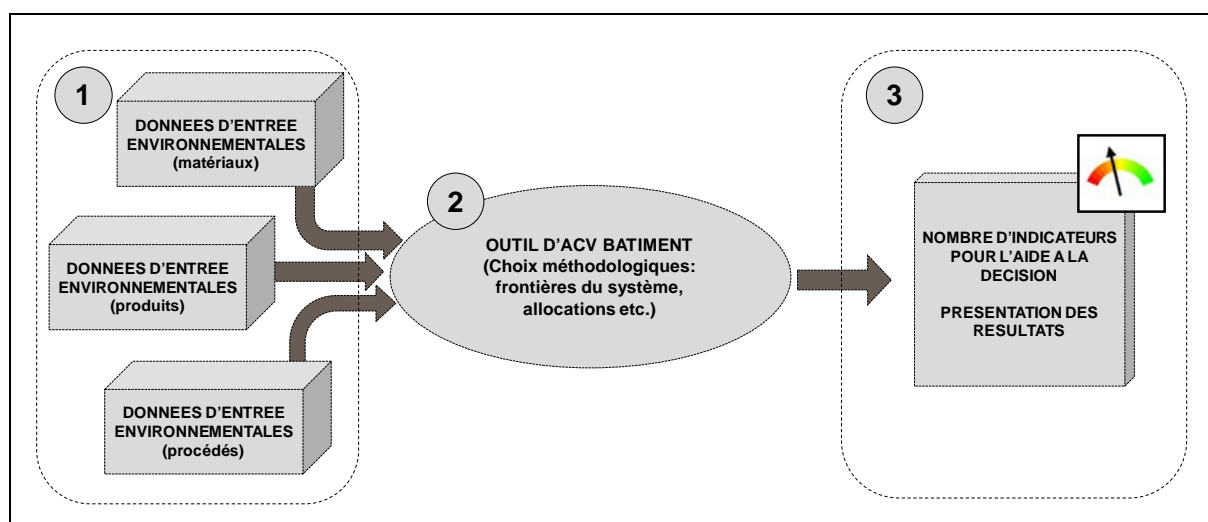 1
DONNEES D'ENTREE
ENVIRONNEMENTALES
(matériaux)
DONNEES D'ENTREE
ENVIRONNEMENTALES
(produits)
DONNEES D'ENTREE
ENVIRONNEMENTALES
(procédés)
2
OUTIL D'ACV BATIMENT
(Choix méthodologiques:
frontières du système,
allocations etc.)
3
NOMBRE D'INDICATEURS
POUR L'AIDE A LA
DECISION
PRESENTATION DES
RESULTATS